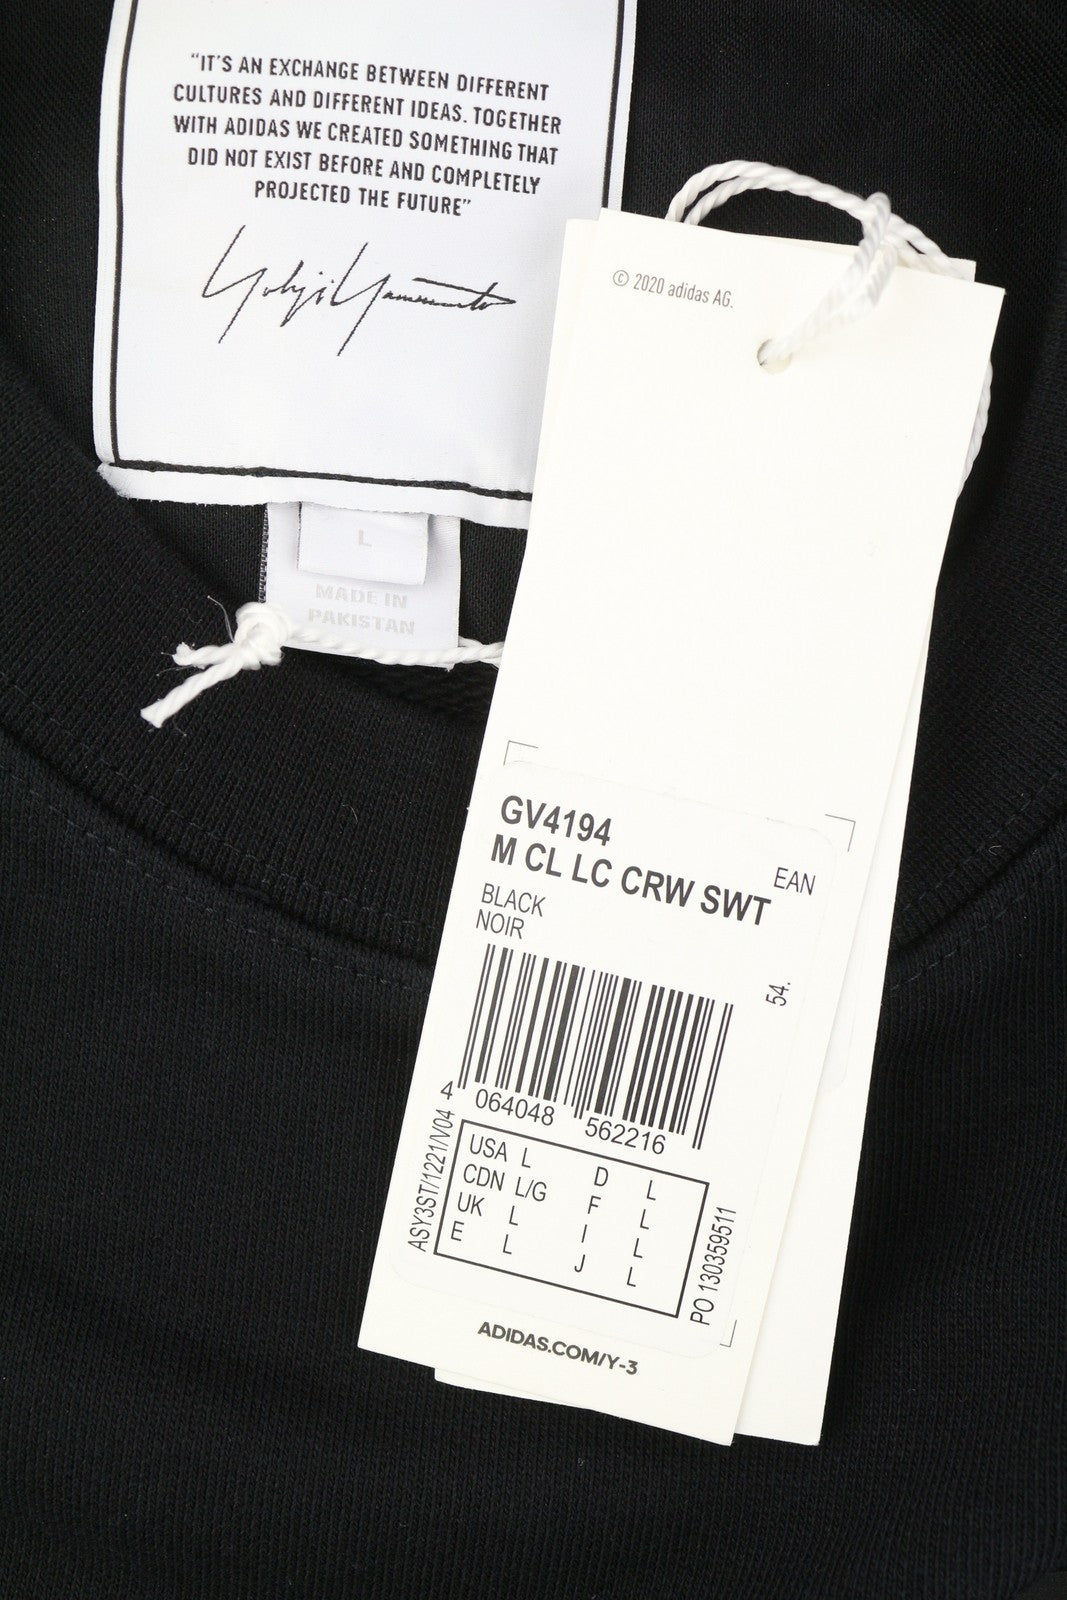 "IT'S AN EXCHANGE BETWEEN DIFFERENT
CULTURES AND DIFFERENT IDEAS. TOGETHER
WITH ADIDAS WE CREATED SOMETHING THAT
DID NOT EXIST BEFORE AND COMPLETELY
PROJECTED THE FUTURE"
Yohji Yamamoto
L
MADE IN
PAKISTAN
© 2020 adidas AG.
GV4194
M CL LC CRW SWT
EAN
BLACK
NOIR
54.
4 064048 562216
ASY3ST/1221/V04
USA L D L
CDN L/G F L
UK L I L
E L J L
PO 130359511
ADIDAS.COM/Y-3